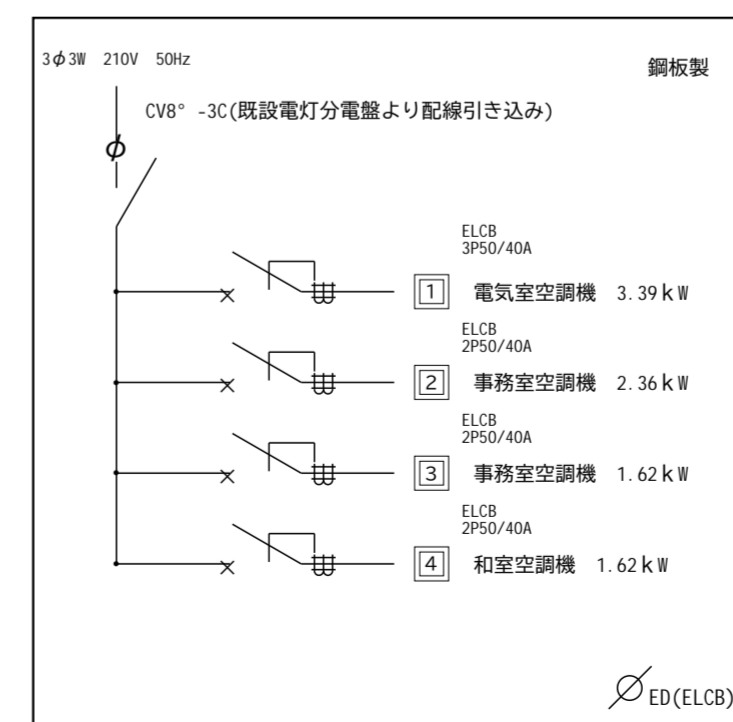 3φ3W 210V 50Hz
鋼板製
CV8° -3C(既設電灯分電盤より配線引き込み)
φ
ELCB
3P50/40A
1 電気室空調機 3.39kW
ELCB
2P50/40A
2 事務室空調機 2.36kW
ELCB
2P50/40A
3 事務室空調機 1.62kW
ELCB
2P50/40A
4 和室空調機 1.62kW
ED(ELCB)